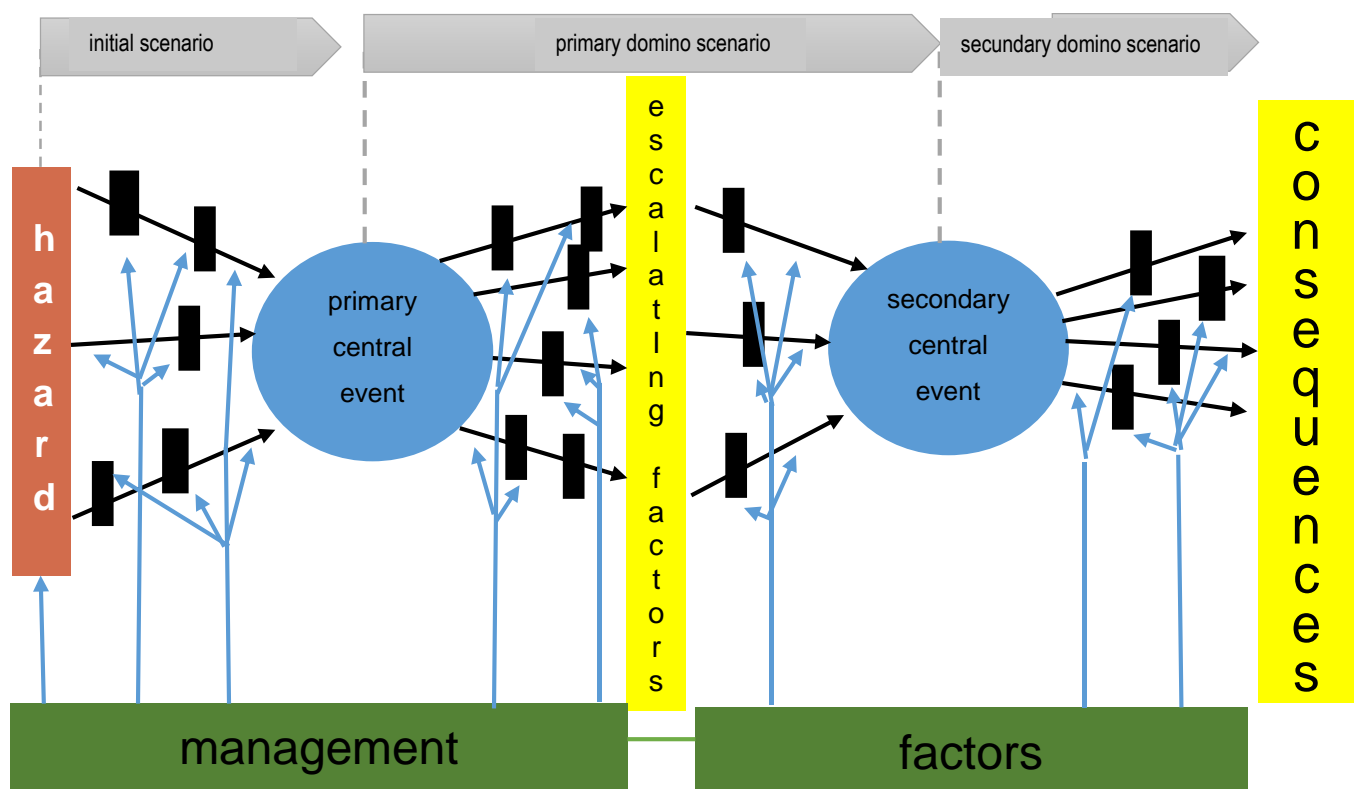 initial scenario
primary domino scenario
secundary domino scenario
hazard
primary
central
event
escalatIng
factors
secondary
central
event
consequences
management
factors